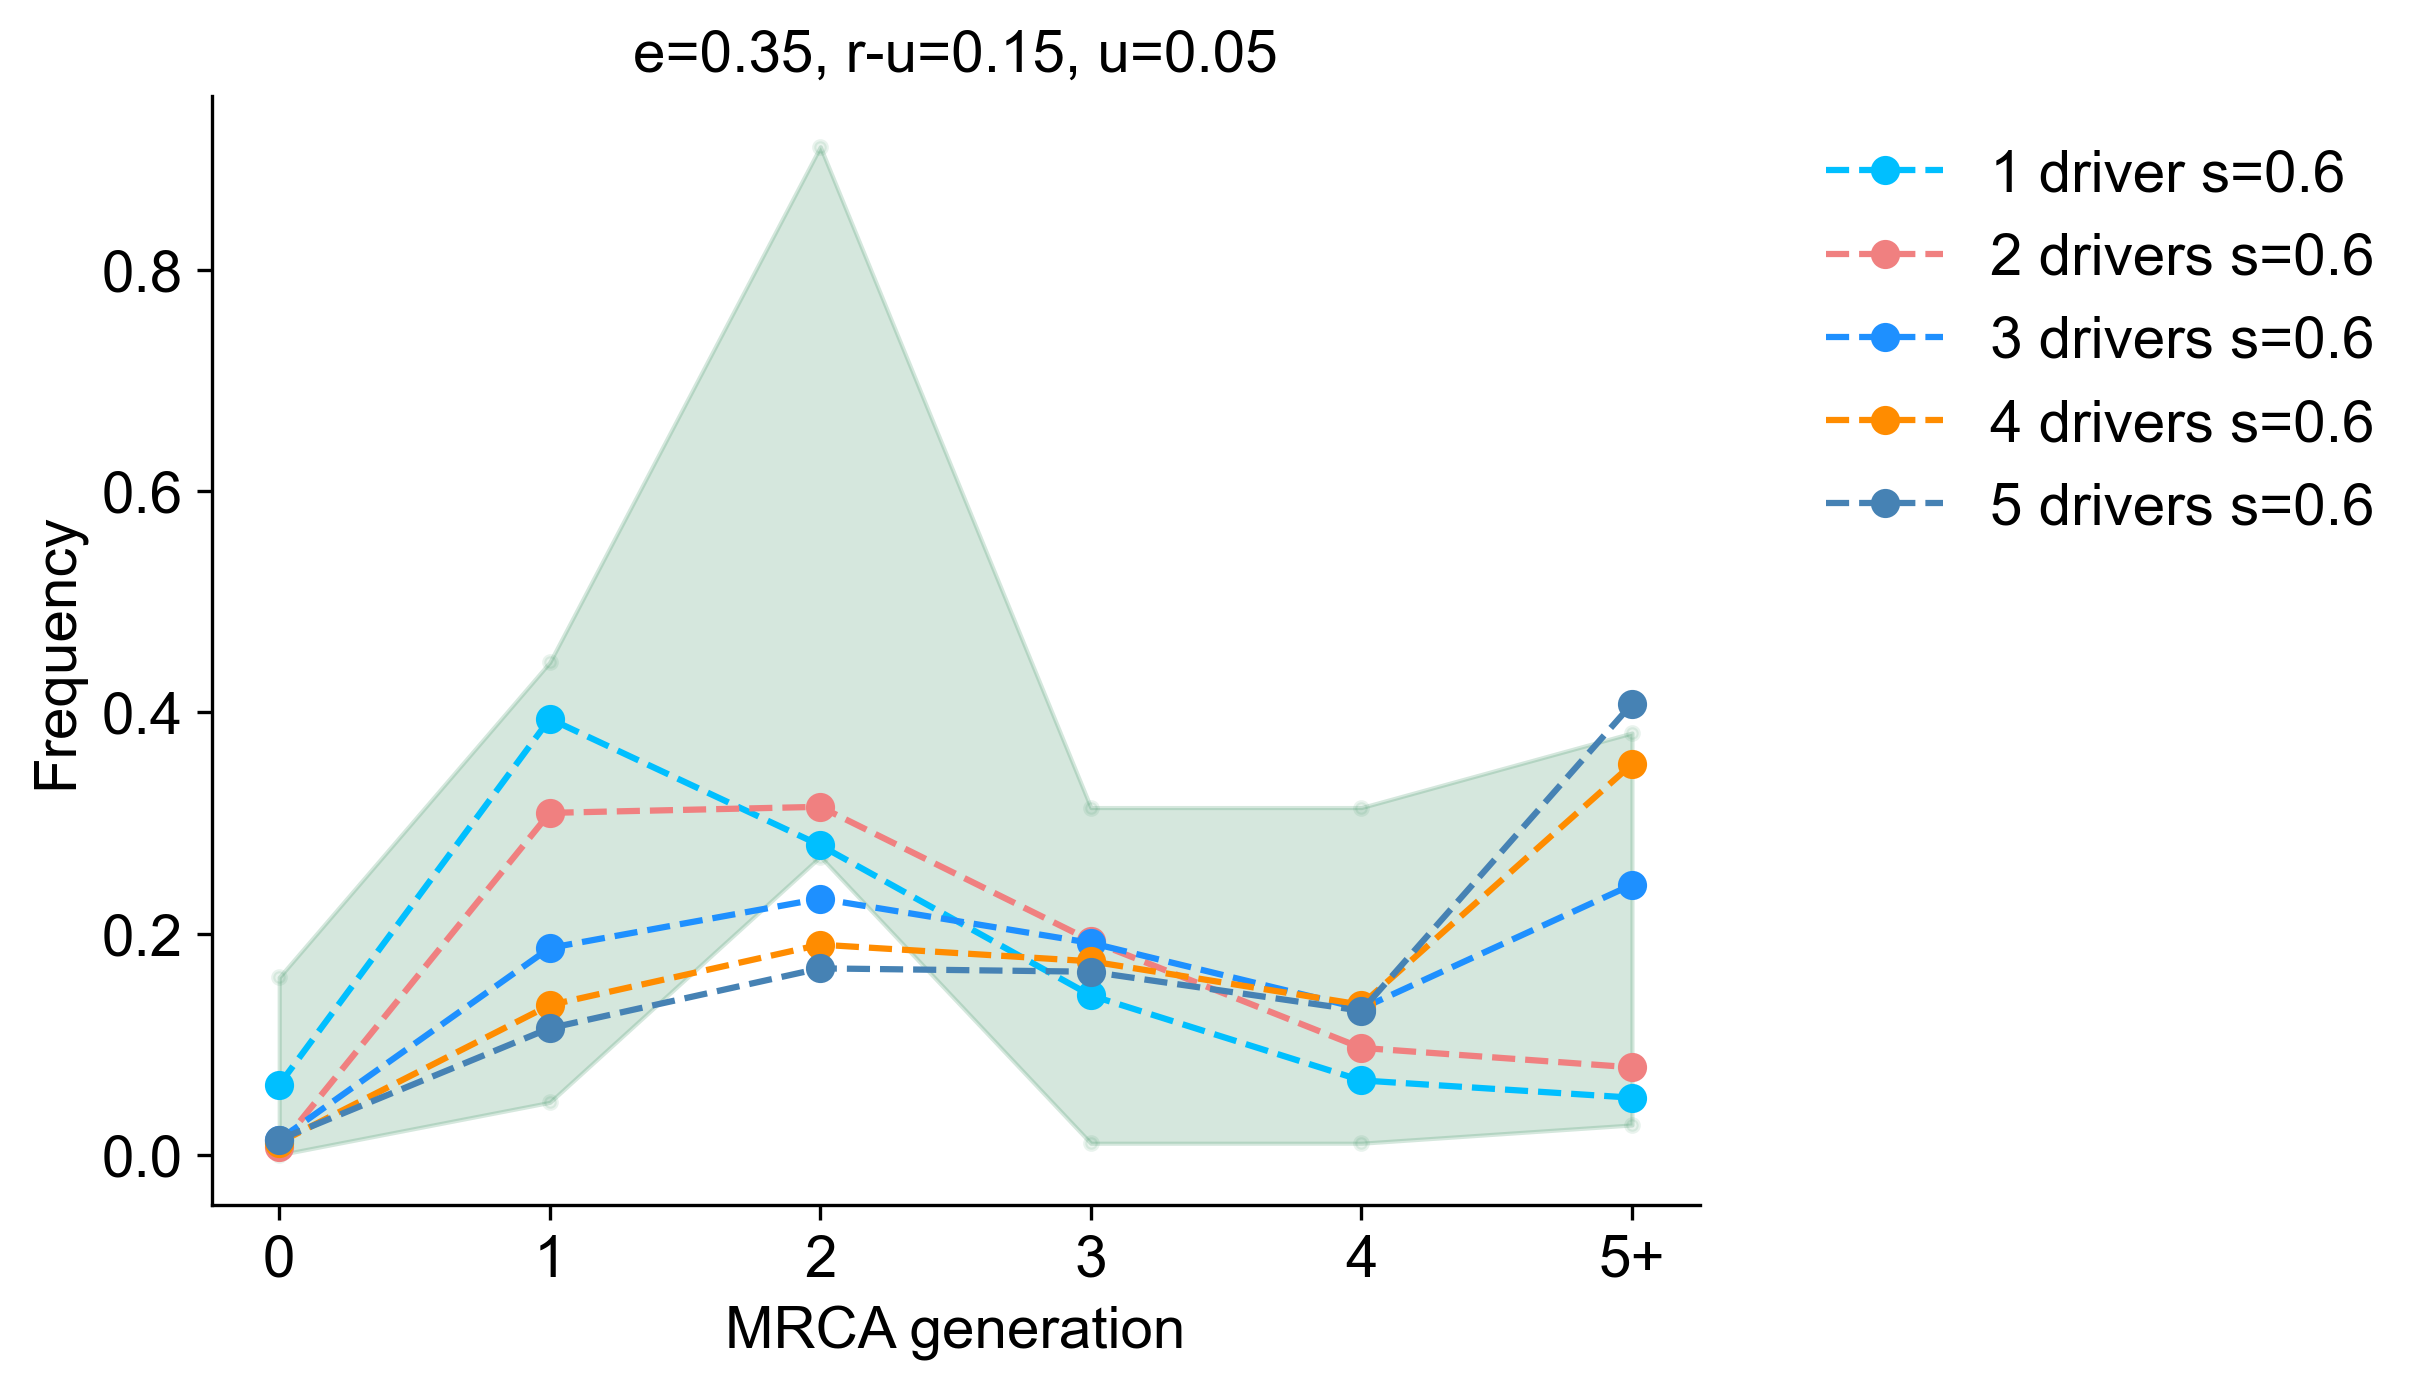 e=0.35, r-u=0.15, u=0.05
Frequency
0.8
0.6
0.4
0.2
0.0
0 1 2 3 4 5+
MRCA generation
1 driver s=0.6
2 drivers s=0.6
3 drivers s=0.6
4 drivers s=0.6
5 drivers s=0.6